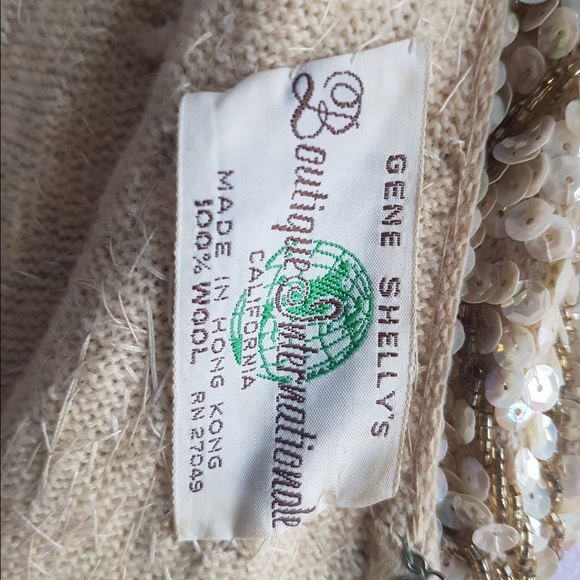 GENE SHELLY'S
Boutique Internationale
CALIFORNIA
MADE IN HONG KONG
100% WOOL RN 27049